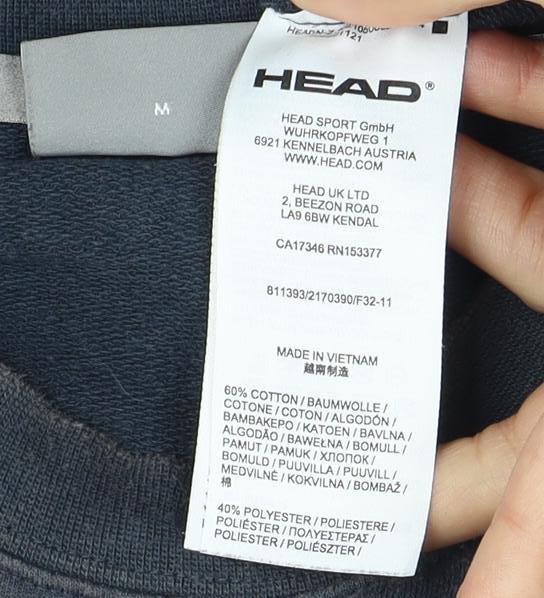 M
HEAD®
HEAD SPORT GmbH
WUHRKOPFWEG 1
6921 KENNELBACH AUSTRIA
WWW.HEAD.COM
HEAD UK LTD
2, BEEZON ROAD
LA9 6BW KENDAL
CA17346 RN153377
811393/2170390/F32-11
MADE IN VIETNAM
越南制造
60% COTTON / BAUMWOLLE /
COTONE / COTON / ALGODÓN /
BAMBAKEPO / KATOEN / BAVLNA /
ALGODÃO / BAWEŁNA / BOMULL /
PAMUT / PAMUK / ХЛОПОК /
BOMULD / PUUVILLA / PUUVILL /
MEDVILNĖ / KOKVILNA / BOMBAŽ /
棉
40% POLYESTER / POLIESTERE /
POLIÉSTER / ΠΟΛΥΕΣΤΕΡΑΣ /
POLIESTER / POLIÉSZTER /